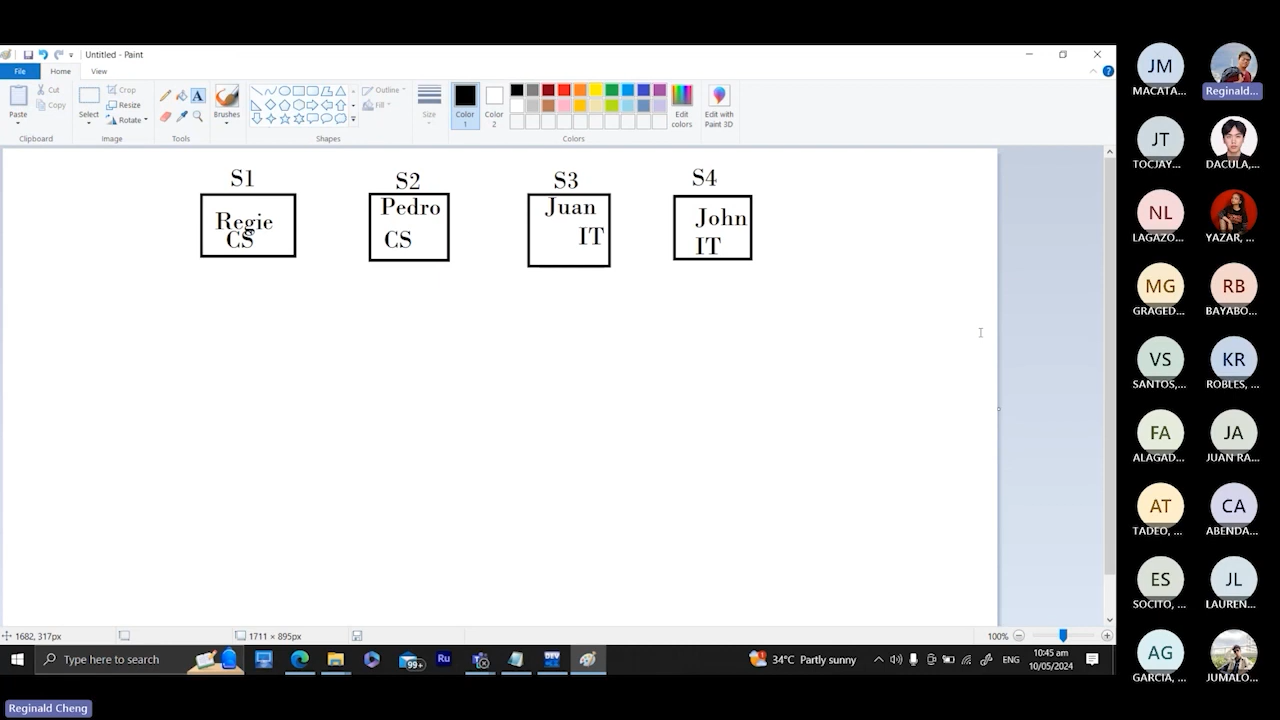 Untitled - Paint
File Home View
Paste
Cut
Copy
Clipboard
Select
Crop
Resize
Rotate
Image
Tools
Brushes
Shapes
Outline
Fill
Size
Color 1
Color 2
Edit colors
Edit with Paint 3D
Colors
S1 S2 S3 S4
Regie
CS
Pedro
CS
Juan
IT
John
IT
1682, 317px
1711 × 895px
100%
Type here to search
99+
Ru
DEV
34°C Partly sunny
ENG
10:45 am
10/05/2024
JM
MACATA...
Reginald...
JT
TOCJAY...
DACULA,...
NL
LAGAZO...
YAZAR, ...
MG
GRAGED...
RB
BAYABO...
VS
SANTOS,...
KR
ROBLES, ...
FA
ALAGAD...
JA
JUAN RA...
AT
TADEO, ...
CA
ABENDA...
ES
SOCITO, ...
JL
LAUREN...
AG
GARCIA, ...
JUMALO...
Reginald Cheng